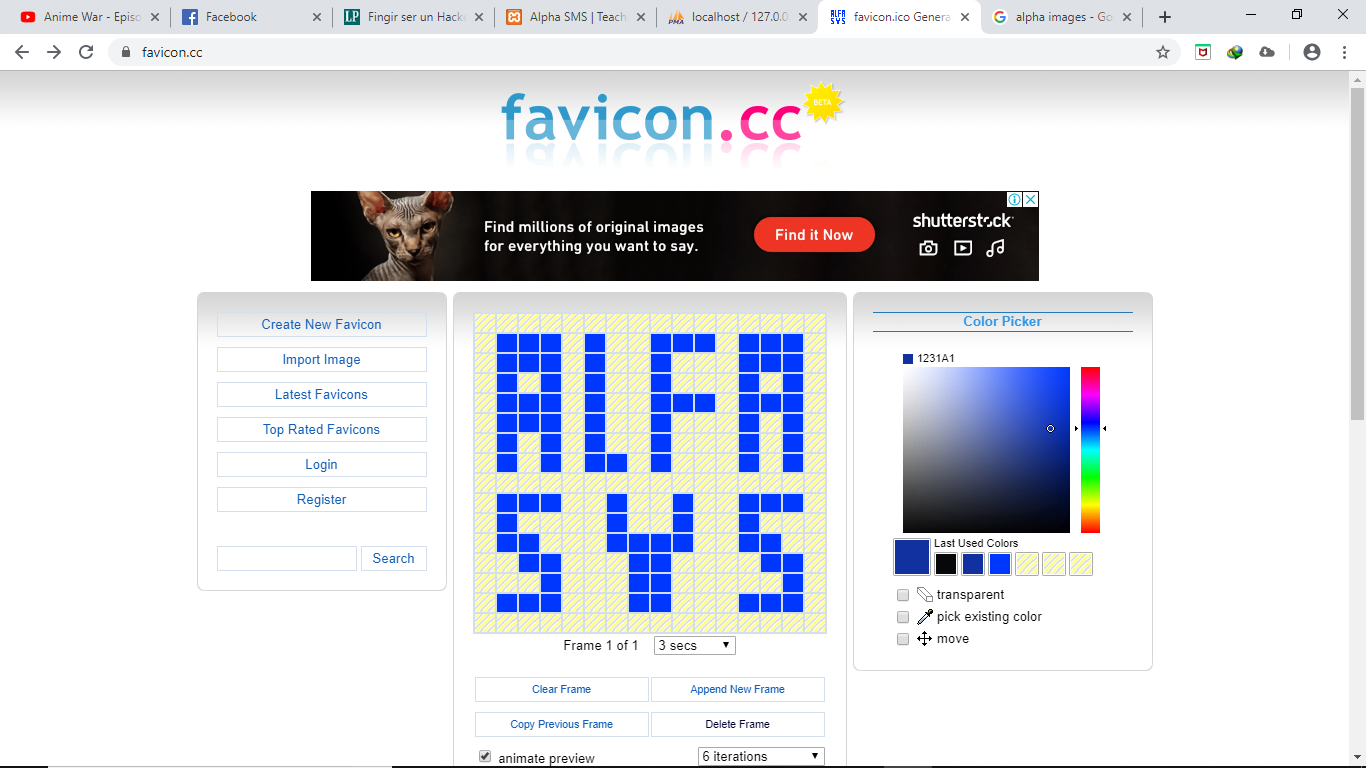 Anime War - Episo
Facebook
Fingir ser un Hacke
Alpha SMS | Teach
localhost / 127.0.0
favicon.ico Genera
alpha images - Go
favicon.cc
favicon.cc
BETA
Find millions of original images
for everything you want to say.
Find it Now
shutterstock
Create New Favicon
Import Image
Latest Favicons
Top Rated Favicons
Login
Register
Search
ALFA
SYS
Frame 1 of 1
3 secs
Clear Frame
Append New Frame
Copy Previous Frame
Delete Frame
animate preview
6 iterations
Color Picker
1231A1
Last Used Colors
transparent
pick existing color
move